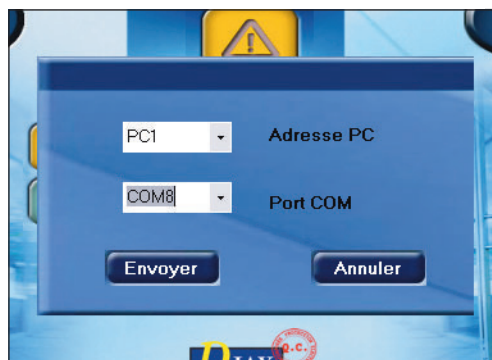 PC1 Adresse PC
COM8 Port COM
Envoyer Annuler
Q.C.